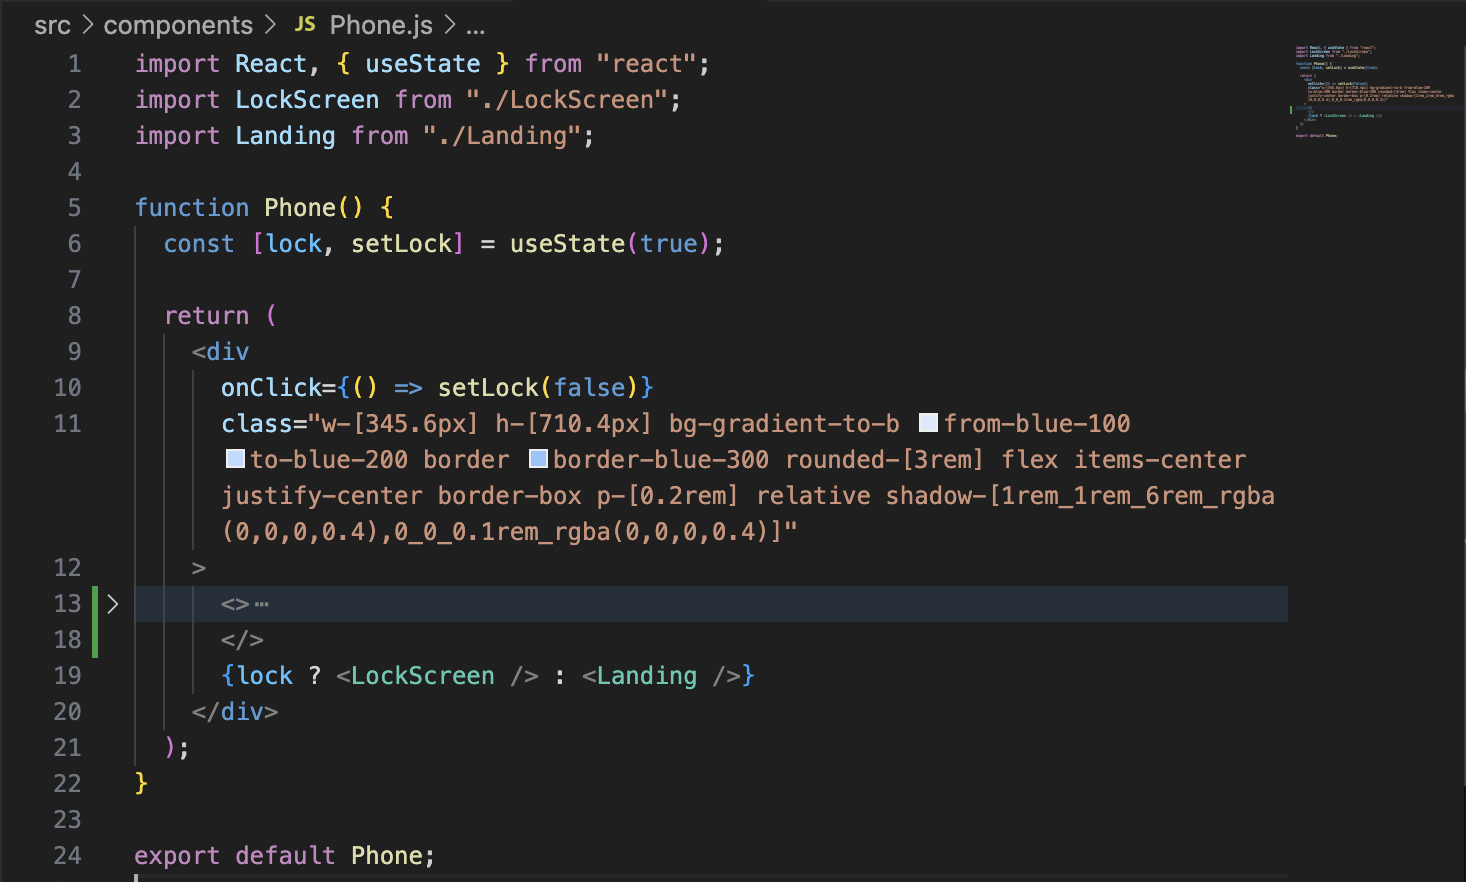 src > components > JS Phone.js > ...
1 import React, { useState } from "react";
2 import LockScreen from "./LockScreen";
3 import Landing from "./Landing";
4
5 function Phone() {
6 const [lock, setLock] = useState(true);
7
8 return (
9 <div
10 onClick={() => setLock(false)}
11 class="w-[345.6px] h-[710.4px] bg-gradient-to-b from-blue-100
to-blue-200 border border-blue-300 rounded-[3rem] flex items-center
justify-center border-box p-[0.2rem] relative shadow-[1rem_1rem_6rem_rgba
(0,0,0,0.4),0_0_0.1rem_rgba(0,0,0,0.4)]"
12 >
13 <>⋯
18 </>
19 {lock ? <LockScreen /> : <Landing />}
20 </div>
21 );
22 }
23
24 export default Phone;